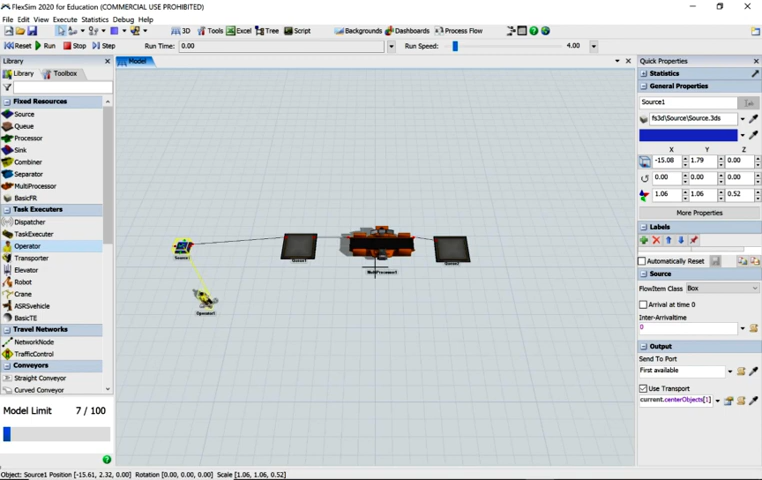 FlexSim 2020 for Education (COMMERCIAL USE PROHIBITED)
File Edit View Execute Statistics Debug Help
3D Tools Excel Tree Script Backgrounds Dashboards Process Flow
Reset Run Stop Step Run Time: 0.00 Run Speed: 4.00
Library
Library Toolbox
Fixed Resources
Source
Queue
Processor
Sink
Combiner
Separator
MultiProcessor
BasicFR
Task Executers
Dispatcher
TaskExecuter
Operator
Transporter
Elevator
Robot
Crane
ASRSvehicle
BasicTE
Travel Networks
NetworkNode
TrafficControl
Conveyors
Straight Conveyor
Curved Conveyor
Model Limit 7 / 100
Model
Source1
Queue1
MultiProcessor1
Queue2
Operator1
Quick Properties
Statistics
General Properties
Source1
fs3d\Source\Source.3ds
X Y Z
-15.08 1.79 0.00
0.00 0.00 0.00
1.06 1.06 0.52
More Properties
Labels
Automatically Reset
Source
FlowItem Class Box
Arrival at time 0
Inter-Arrivaltime
0
Output
Send To Port
First available
Use Transport
current.centerObjects[1]
Object: Source1 Position [-15.61, 2.32, 0.00] Rotation [0.00, 0.00, 0.00] Scale [1.06, 1.06, 0.52]